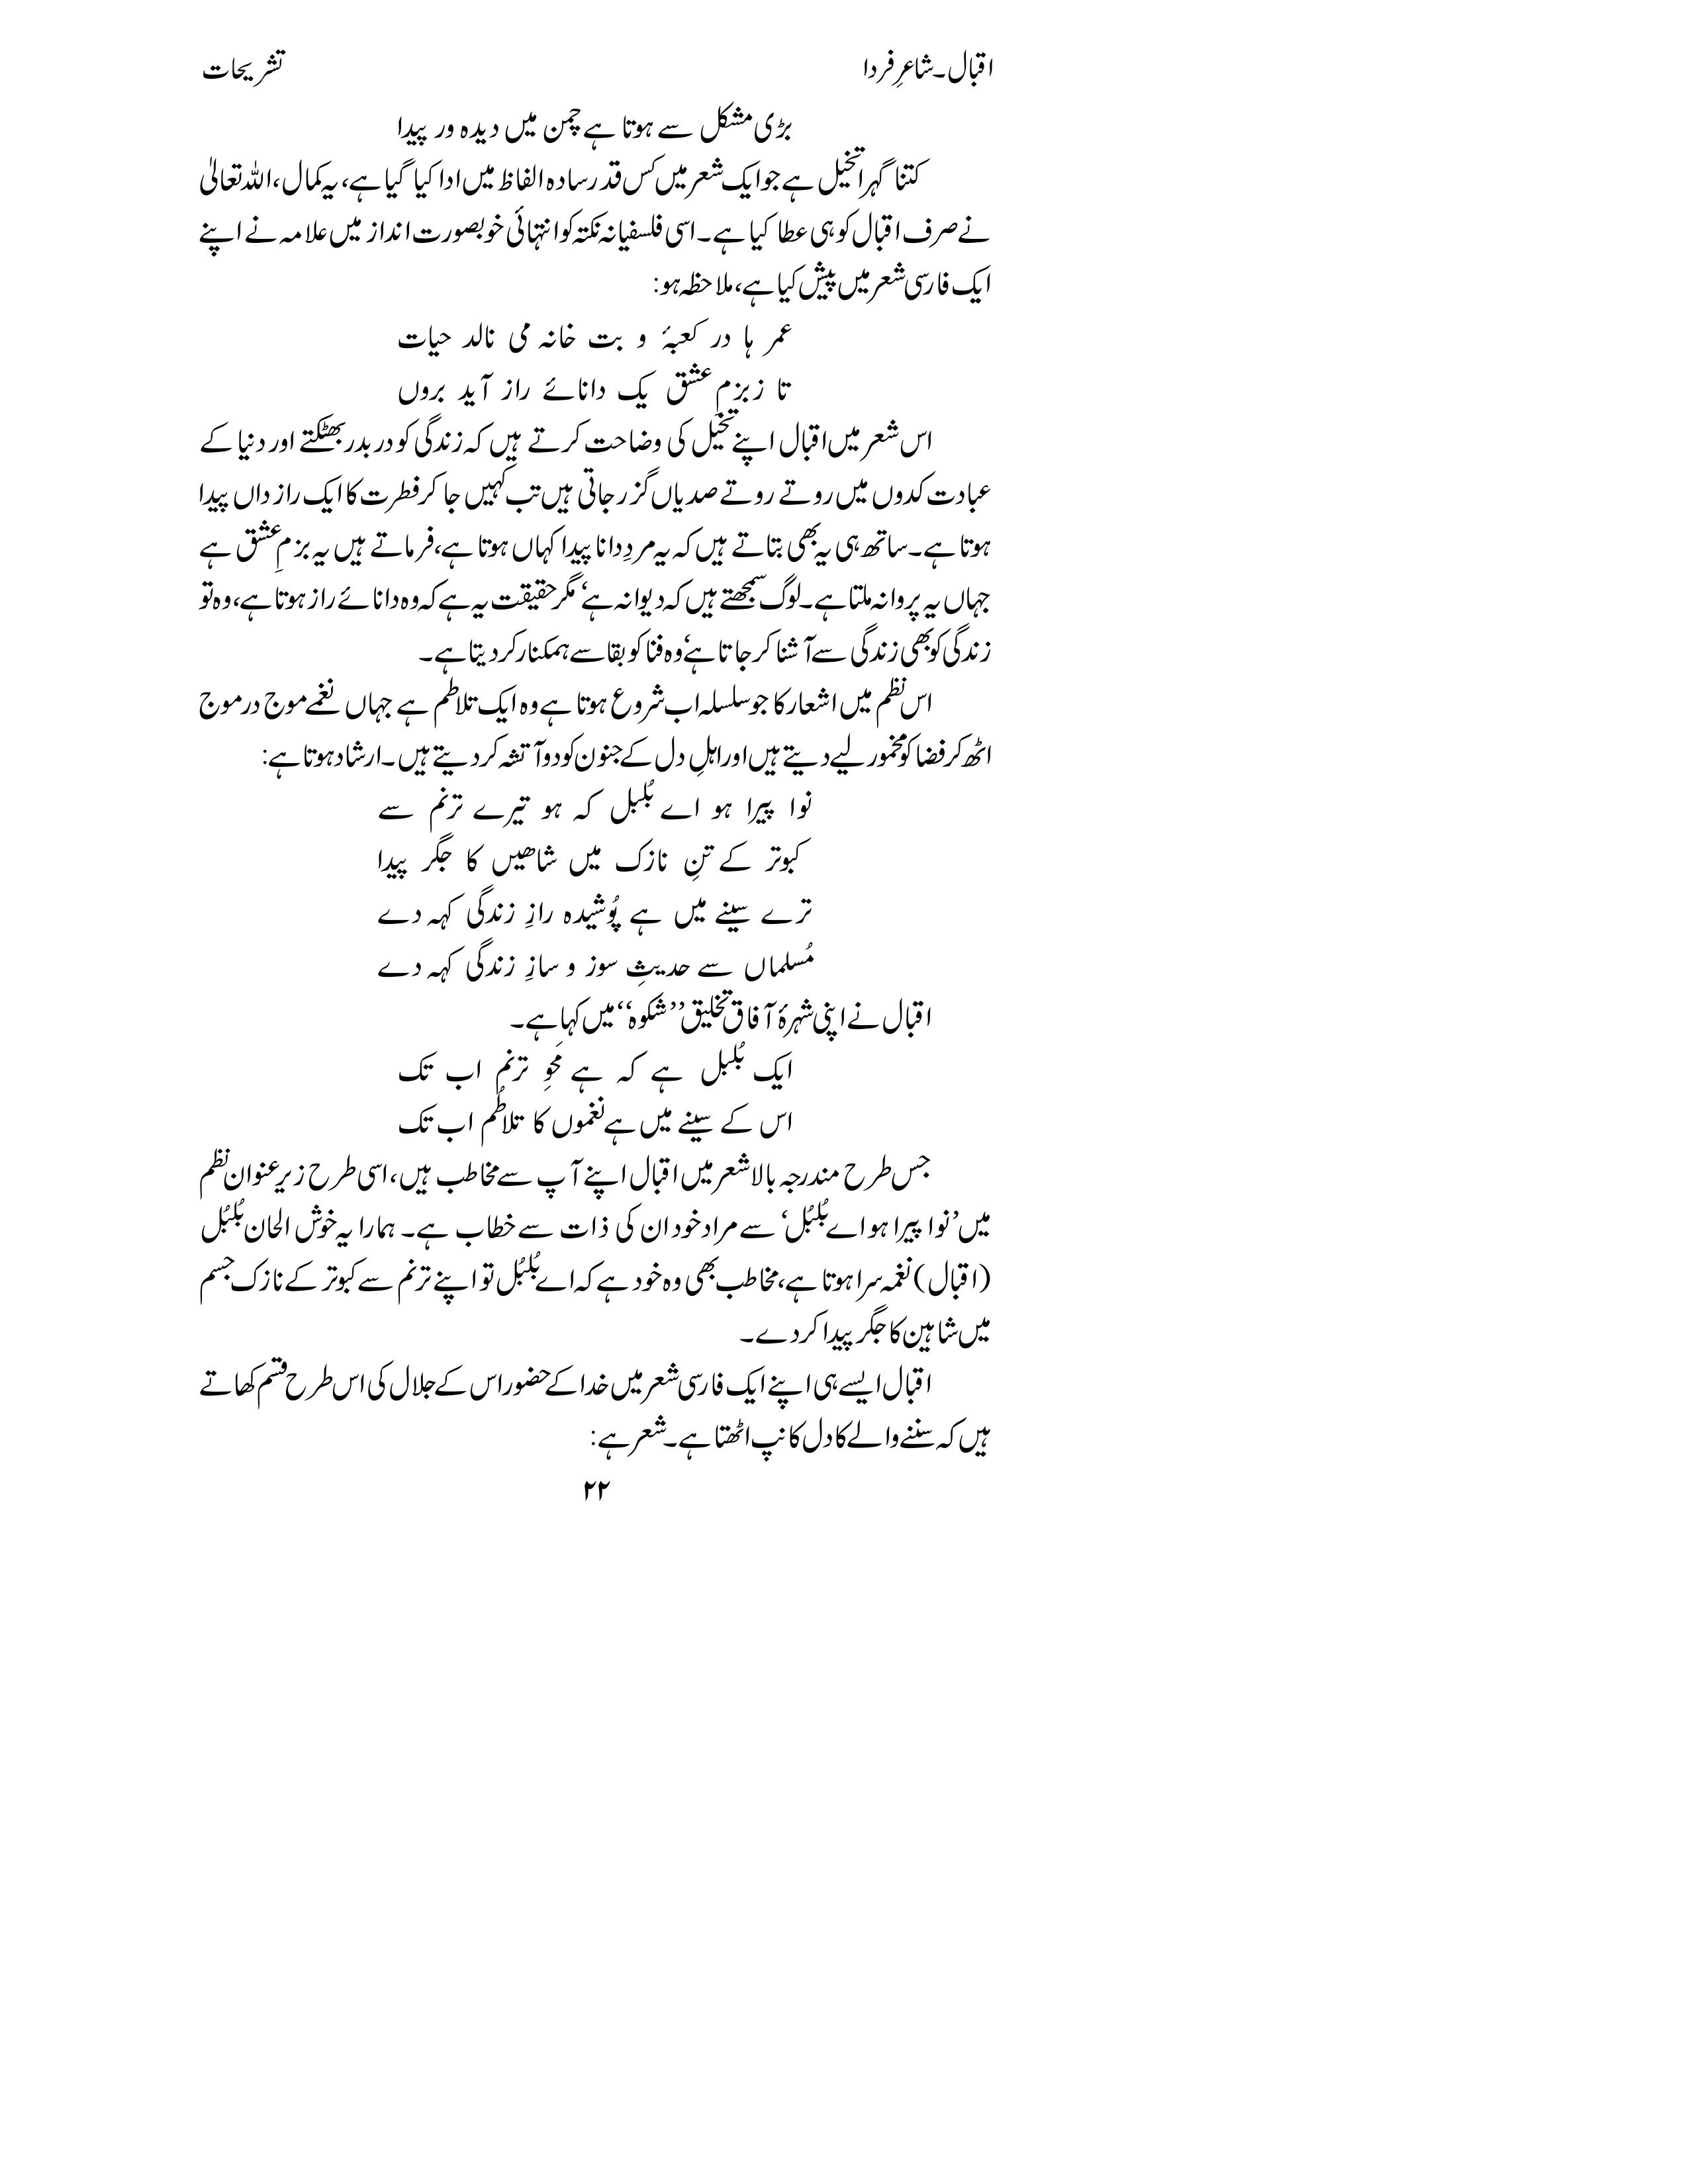 اقبال۔شاعرِ فردا تشریحات
بڑی مشکل سے ہوتا ہے چمن میں دیدہ ور پیدا
کتنا گہرا تخیل ہے جو ایک شعر میں کس قدر سادہ الفاظ میں ادا کیا گیا ہے، یہ کمال، اللہ تعالیٰ
نے صرف اقبال کو ہی عطا کیا ہے۔ اسی فلسفیانہ نکتہ کو انتہائی خوبصورت انداز میں علامہ نے اپنے
ایک فارسی شعر میں پیش کیا ہے، ملاحظہ ہو:
عمر ہا در کعبۂ و بت خانہ می نالد حیات
تا ز بزمِ عشق یک دانائے راز آید بروں
اس شعر میں اقبال اپنے تخیّل کی وضاحت کرتے ہیں کہ زندگی کو در بدر بھٹکتے اور دنیا کے
عبادت کدوں میں روتے روتے صدیاں گزر جاتی ہیں تب کہیں جا کر فطرت کا ایک راز داں پیدا
ہوتا ہے۔ ساتھ ہی یہ بھی بتاتے ہیں کہ یہ مردِ دانا پیدا کہاں ہوتا ہے، فرماتے ہیں یہ بزمِ عشق ہے
جہاں یہ پروانہ ملتا ہے۔ لوگ سمجھتے ہیں کہ دیوانہ ہے‘ مگر حقیقت یہ ہے کہ وہ دانائے راز ہوتا ہے، وہ تو
زندگی کو بھی زندگی سے آشنا کر جاتا ہے‘ وہ فنا کو بقا سے ہمکنار کر دیتا ہے۔
اس نظم میں اشعار کا جو سلسلہ اب شروع ہوتا ہے وہ ایک تلاطم ہے جہاں نغمے موج در موج
اٹھ کر فضا کو مخمور لیے دیتے ہیں اور اہلِ دل کے جنون کو دو آتشہ کر دیتے ہیں۔ ارشاد ہوتا ہے:
نوا پیرا ہو اے بُلبل کہ ہو تیرے ترنم سے
کبوتر کے تنِ نازک میں شاھیں کا جگر پیدا
ترے سینے میں ہے پُوشیدہ رازِ زندگی کہہ دے
مُسلماں سے حدیثِ سوز و سازِ زندگی کہہ دے
اقبال نے اپنی شہرۂ آفاق تخلیق ’’شکوہ‘‘ میں کہا ہے۔
ایک بُلبل ہے کہ ہے مَحوِ ترنم اب تک
اس کے سینے میں ہے نغموں کا تلاطُم اب تک
جس طرح مندرجہ بالا شعر میں اقبال اپنے آپ سے مخاطب ہیں، اسی طرح زیرِ عنوان نظم
میں ’نوا پیرا ہو اے بُلبُل‘ سے مراد خود ان کی ذات سے خطاب ہے۔ ہمارا یہ خوش الحان بُلبُل
(اقبال) نغمہ سرا ہوتا ہے، مخاطب بھی وہ خود ہے کہ اے بُلبُل تو اپنے ترنم سے کبوتر کے نازک جسم
میں شاہین کا جگر پیدا کر دے۔
اقبال ایسے ہی اپنے ایک فارسی شعر میں خدا کے حضور اس کے جلال کی اس طرح قسم کھاتے
ہیں کہ سننے والے کا دل کانپ اٹھتا ہے۔ شعر ہے:
۲۲